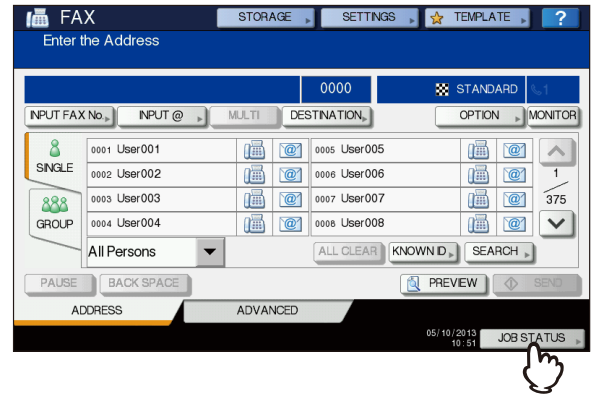 FAX STORAGE SETTINGS TEMPLATE ?
Enter the Address
0000 STANDARD 1
INPUT FAX No. INPUT @ MULTI DESTINATION OPTION MONITOR
SINGLE
GROUP
0001 User001 @ 0005 User005 @
0002 User002 @ 0006 User006 @
0003 User003 @ 0007 User007 @
0004 User004 @ 0008 User008 @
1
375
All Persons ALL CLEAR KNOWN ID SEARCH
PAUSE BACK SPACE PREVIEW SEND
ADDRESS ADVANCED
05/10/2013
10:51
JOB STATUS